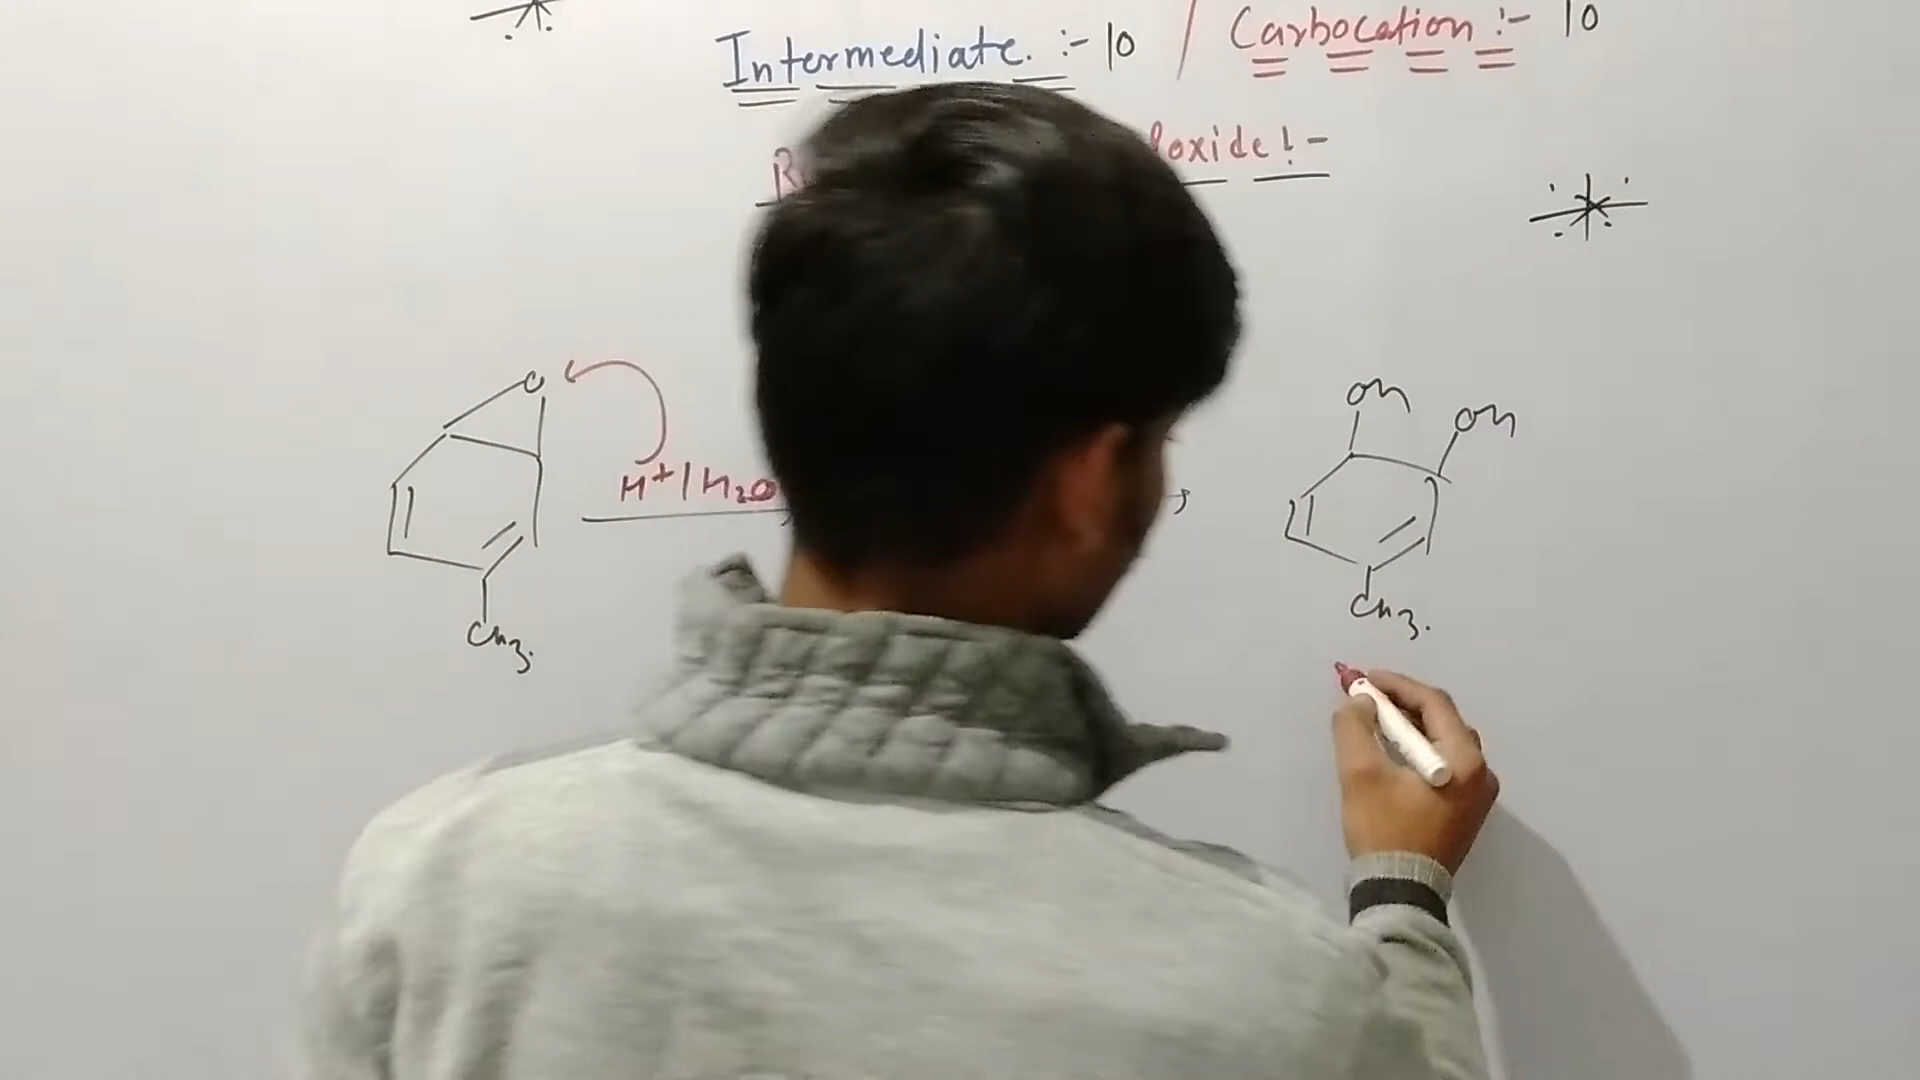 Intermediate. :- 10 / Carbocation :- 10
oxide :-
O
H+/H2O
CH3.
OH
OH
CH3.